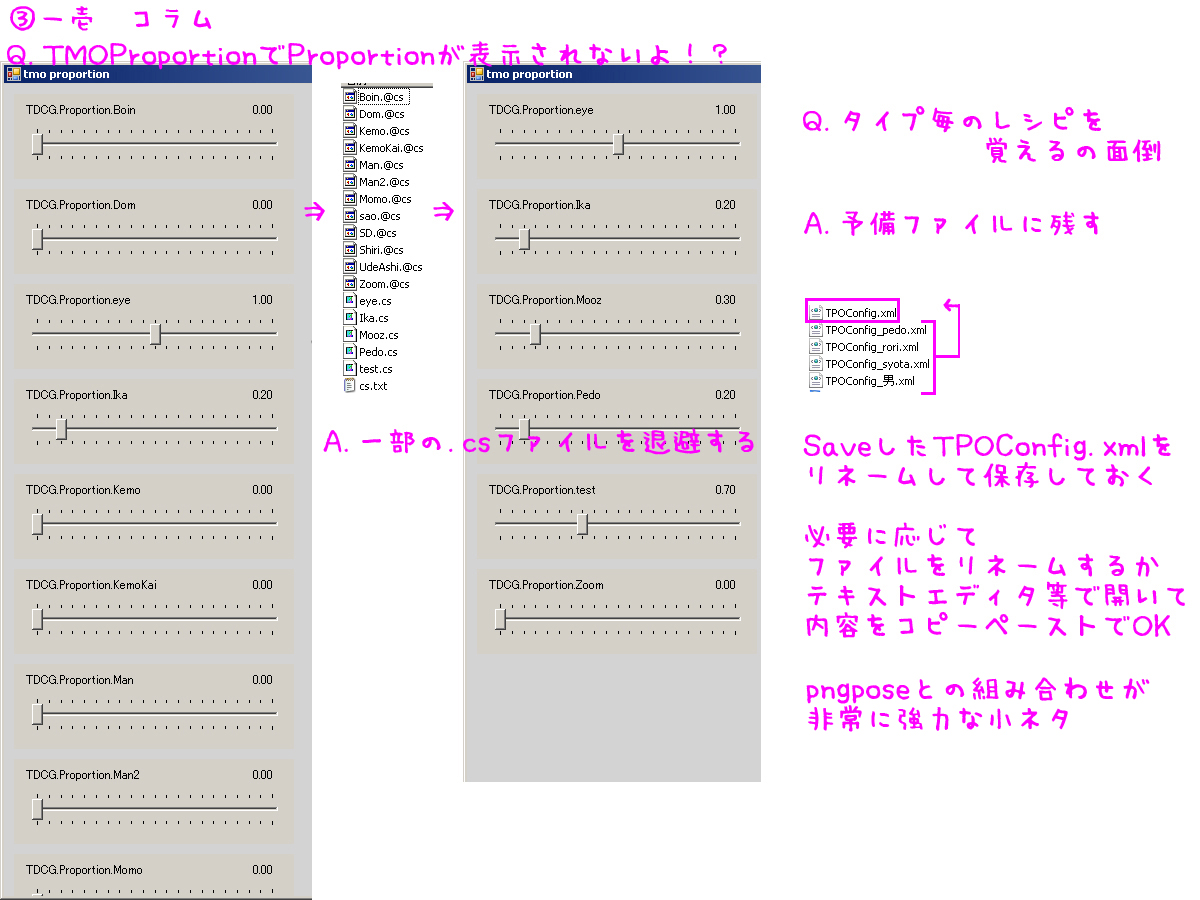 ③ー壱 コラム
Q. TMOProportionでProportionが表示されないよ！？
tmo proportion
TDCG.Proportion.Boin 0.00
TDCG.Proportion.Dom 0.00
TDCG.Proportion.eye 1.00
TDCG.Proportion.Ika 0.20
TDCG.Proportion.Kemo 0.00
TDCG.Proportion.KemoKai 0.00
TDCG.Proportion.Man 0.00
TDCG.Proportion.Man2 0.00
TDCG.Proportion.Momo 0.00
⇒
Boin.@cs
Dom.@cs
Kemo.@cs
KemoKai.@cs
Man.@cs
Man2.@cs
Momo.@cs
sao.@cs
SD.@cs
Shiri.@cs
UdeAshi.@cs
Zoom.@cs
eye.cs
Ika.cs
Mooz.cs
Pedo.cs
test.cs
cs.txt
⇒
tmo proportion
TDCG.Proportion.eye 1.00
TDCG.Proportion.Ika 0.20
TDCG.Proportion.Mooz 0.30
TDCG.Proportion.Pedo 0.20
TDCG.Proportion.test 0.70
TDCG.Proportion.Zoom 0.00
A. 一部の.csファイルを退避する
Q. タイプ毎のレシピを
覚えるの面倒
A. 予備ファイルに残す
TPOConfig.xml
TPOConfig_pedo.xml
TPOConfig_rori.xml
TPOConfig_syota.xml
TPOConfig_男.xml
SaveしたTPOConfig.xmlを
リネームして保存しておく
必要に応じて
ファイルをリネームするか
テキストエディタ等で開いて
内容をコピーペーストでOK
pngposeとの組み合わせが
非常に強力な小ネタ